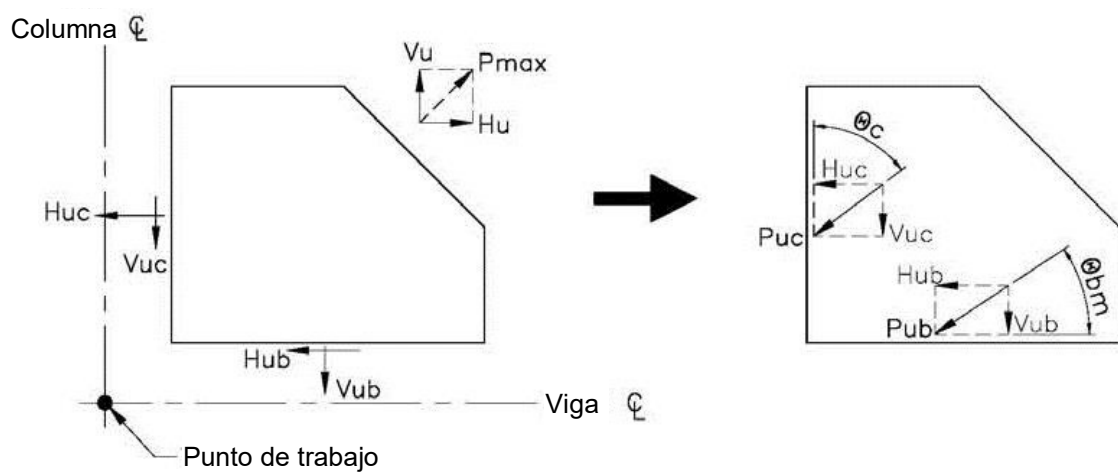 Columna ℄
Vu
Pmax
Hu
Huc
Vuc
Hub
Vub
Viga ℄
Punto de trabajo
Θc
Huc
Puc
Vuc
Hub
Θbm
Pub
Vub